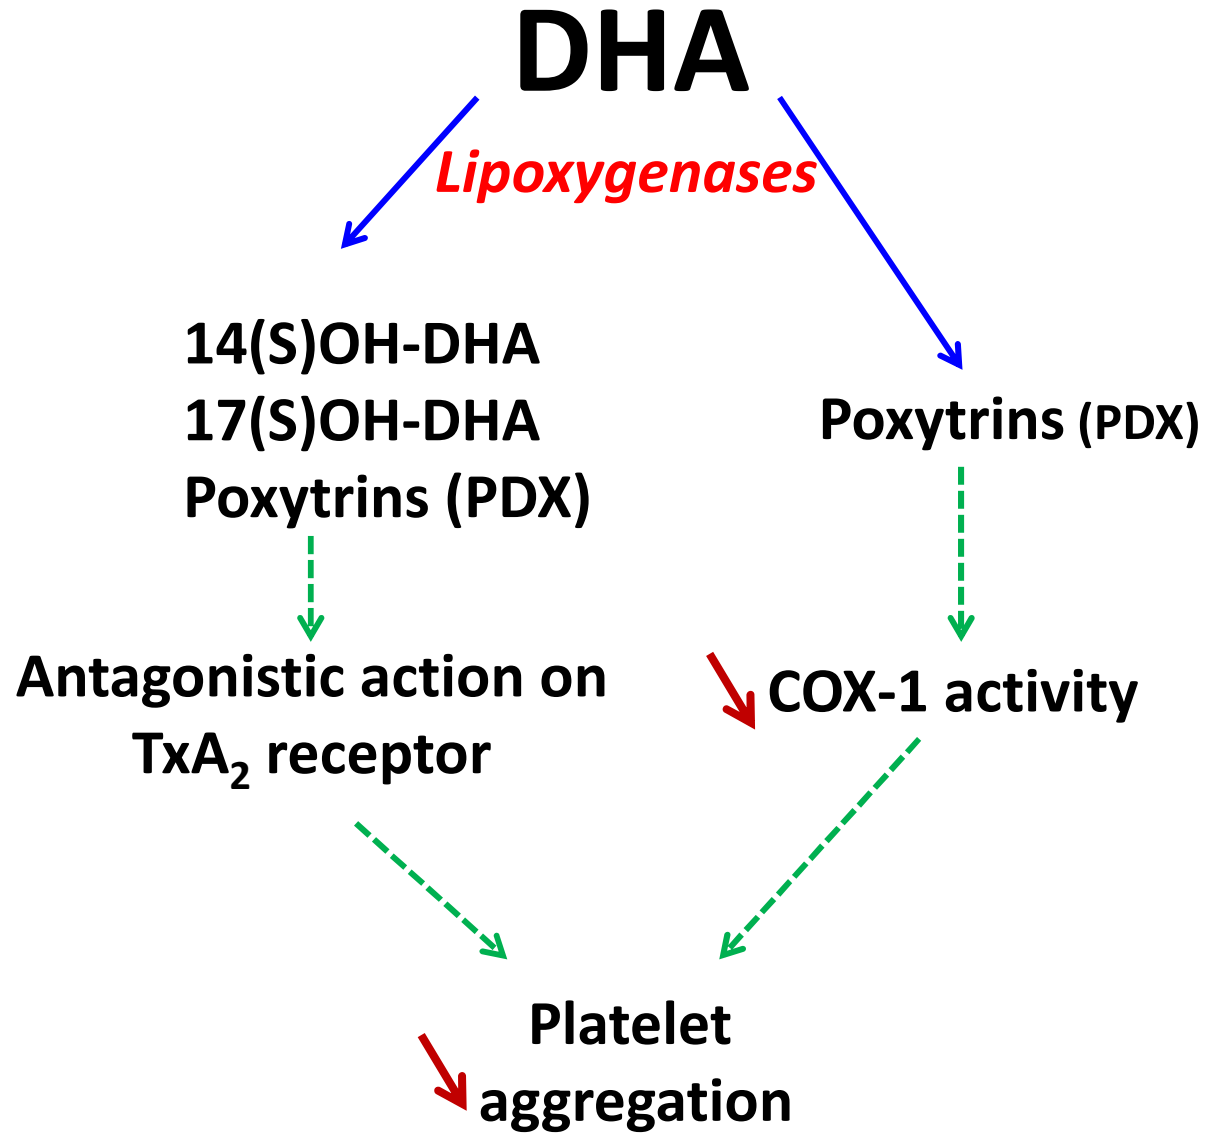 DHA
Lipoxygenases
14(S)OH-DHA
17(S)OH-DHA
Poxytrins (PDX)
Poxytrins (PDX)
Antagonistic action on
TxA₂ receptor
COX-1 activity
Platelet
aggregation